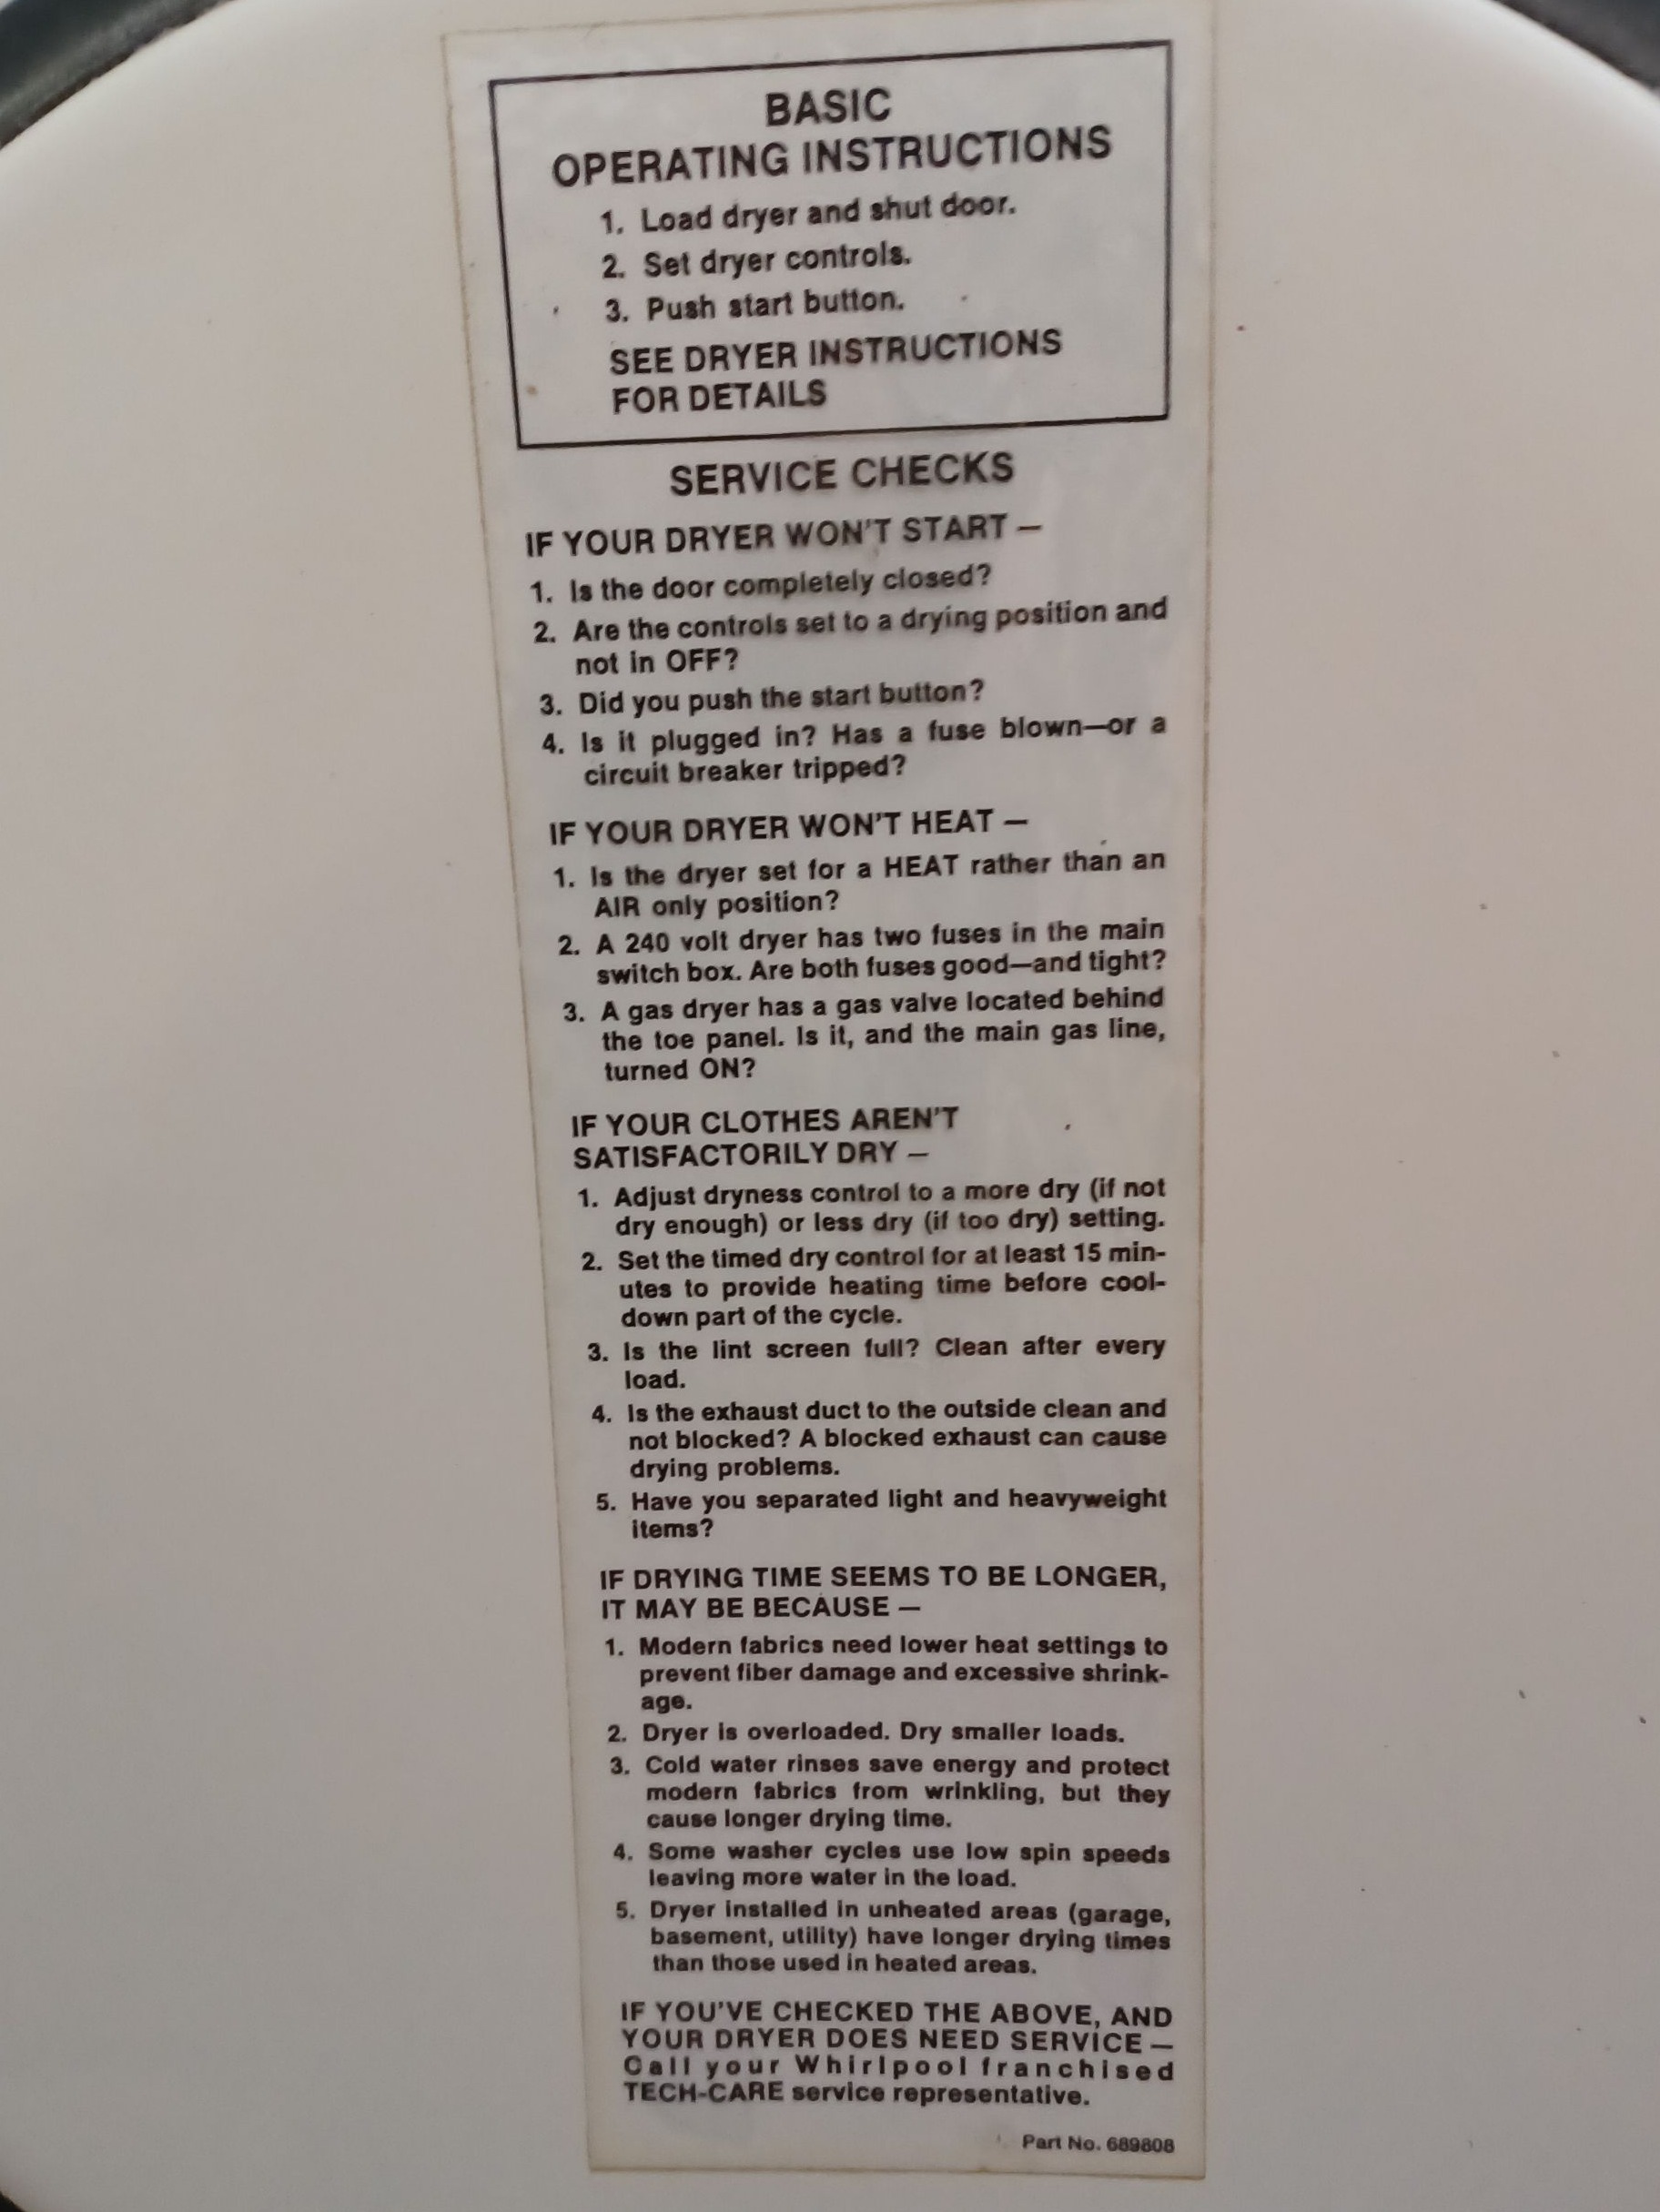 BASIC
OPERATING INSTRUCTIONS
1. Load dryer and shut door.
2. Set dryer controls.
3. Push start button.
SEE DRYER INSTRUCTIONS
FOR DETAILS
SERVICE CHECKS
IF YOUR DRYER WON'T START —
1. Is the door completely closed?
2. Are the controls set to a drying position and
not in OFF?
3. Did you push the start button?
4. Is it plugged in? Has a fuse blown—or a
circuit breaker tripped?
IF YOUR DRYER WON'T HEAT —
1. Is the dryer set for a HEAT rather than an
AIR only position?
2. A 240 volt dryer has two fuses in the main
switch box. Are both fuses good—and tight?
3. A gas dryer has a gas valve located behind
the toe panel. Is it, and the main gas line,
turned ON?
IF YOUR CLOTHES AREN'T
SATISFACTORILY DRY —
1. Adjust dryness control to a more dry (if not
dry enough) or less dry (if too dry) setting.
2. Set the timed dry control for at least 15 min-
utes to provide heating time before cool-
down part of the cycle.
3. Is the lint screen full? Clean after every
load.
4. Is the exhaust duct to the outside clean and
not blocked? A blocked exhaust can cause
drying problems.
5. Have you separated light and heavyweight
items?
IF DRYING TIME SEEMS TO BE LONGER,
IT MAY BE BECAUSE —
1. Modern fabrics need lower heat settings to
prevent fiber damage and excessive shrink-
age.
2. Dryer is overloaded. Dry smaller loads.
3. Cold water rinses save energy and protect
modern fabrics from wrinkling, but they
cause longer drying time.
4. Some washer cycles use low spin speeds
leaving more water in the load.
5. Dryer installed in unheated areas (garage,
basement, utility) have longer drying times
than those used in heated areas.
IF YOU'VE CHECKED THE ABOVE, AND
YOUR DRYER DOES NEED SERVICE —
Call your Whirlpool franchised
TECH-CARE service representative.
Part No. 689808